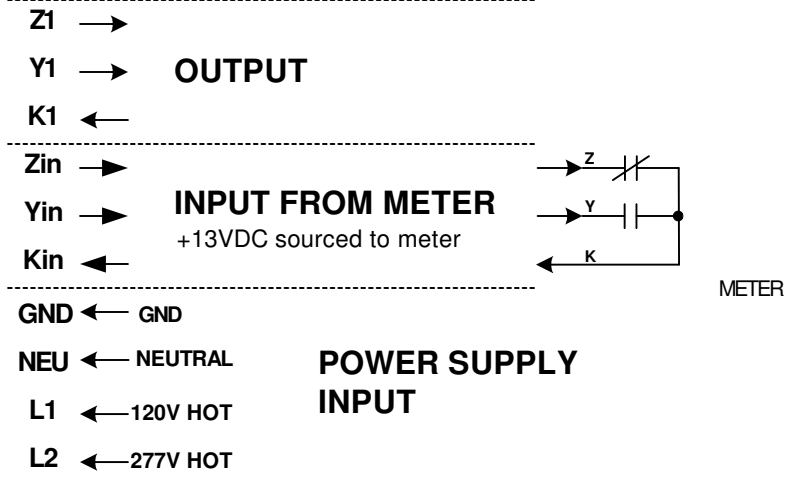 Z1
Y1 OUTPUT
K1
Zin Z
Yin INPUT FROM METER Y
+13VDC sourced to meter
Kin K
METER
GND GND
NEU NEUTRAL POWER SUPPLY
L1 120V HOT INPUT
L2 277V HOT